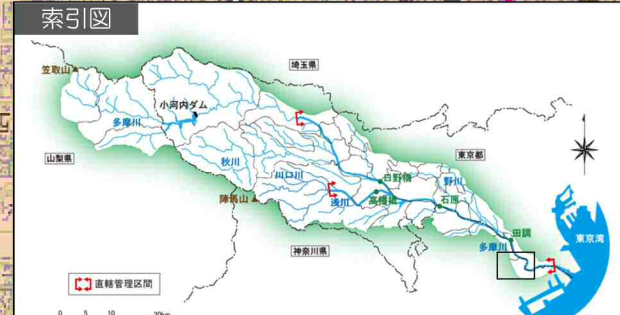 索引図
笠取山
埼玉県
小河内ダム
多摩川
山梨県
秋川
東京都
川口川
日野橋
野川
陣馬山
浅川
高幡橋
石原
田調
多摩川
東京湾
神奈川県
直轄管理区間
0 5 10 20km